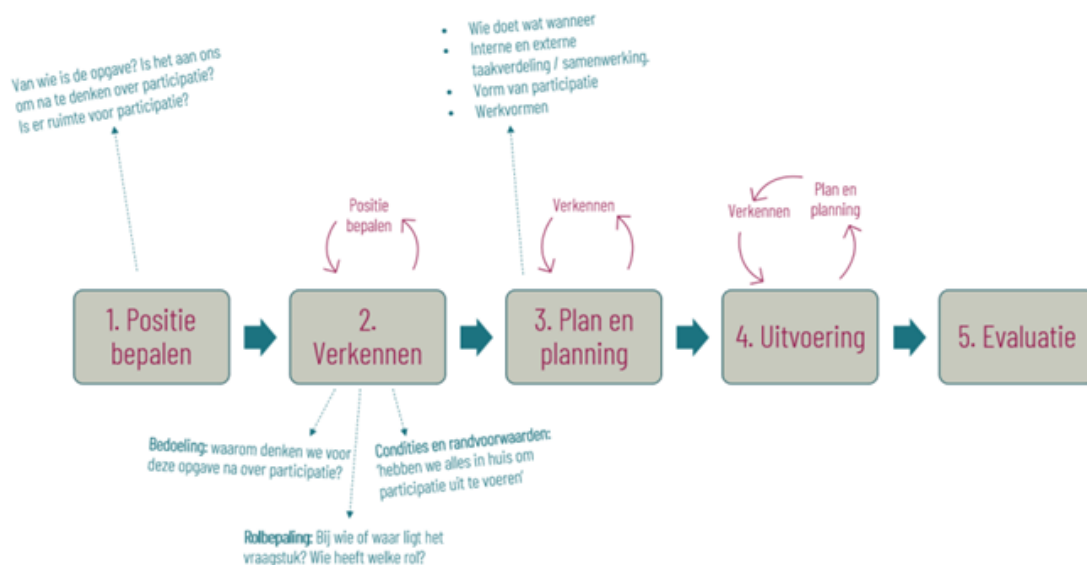 Van wie is de opgave? Is het aan ons
om na te denken over participatie?
Is er ruimte voor participatie?
• Wie doet wat wanneer
• Interne en externe
taakverdeling / samenwerking.
• Vorm van participatie
• Werkvormen
Positie
bepalen
Verkennen
Verkennen
Plan en
planning
1. Positie
bepalen
2.
Verkennen
3. Plan en
planning
4. Uitvoering
5. Evaluatie
Bedoeling: waarom denken we voor
deze opgave na over participatie?
Condities en randvoorwaarden:
'hebben we alles in huis om
participatie uit te voeren'
Rolbepaling: Bij wie of waar ligt het
vraagstuk? Wie heeft welke rol?